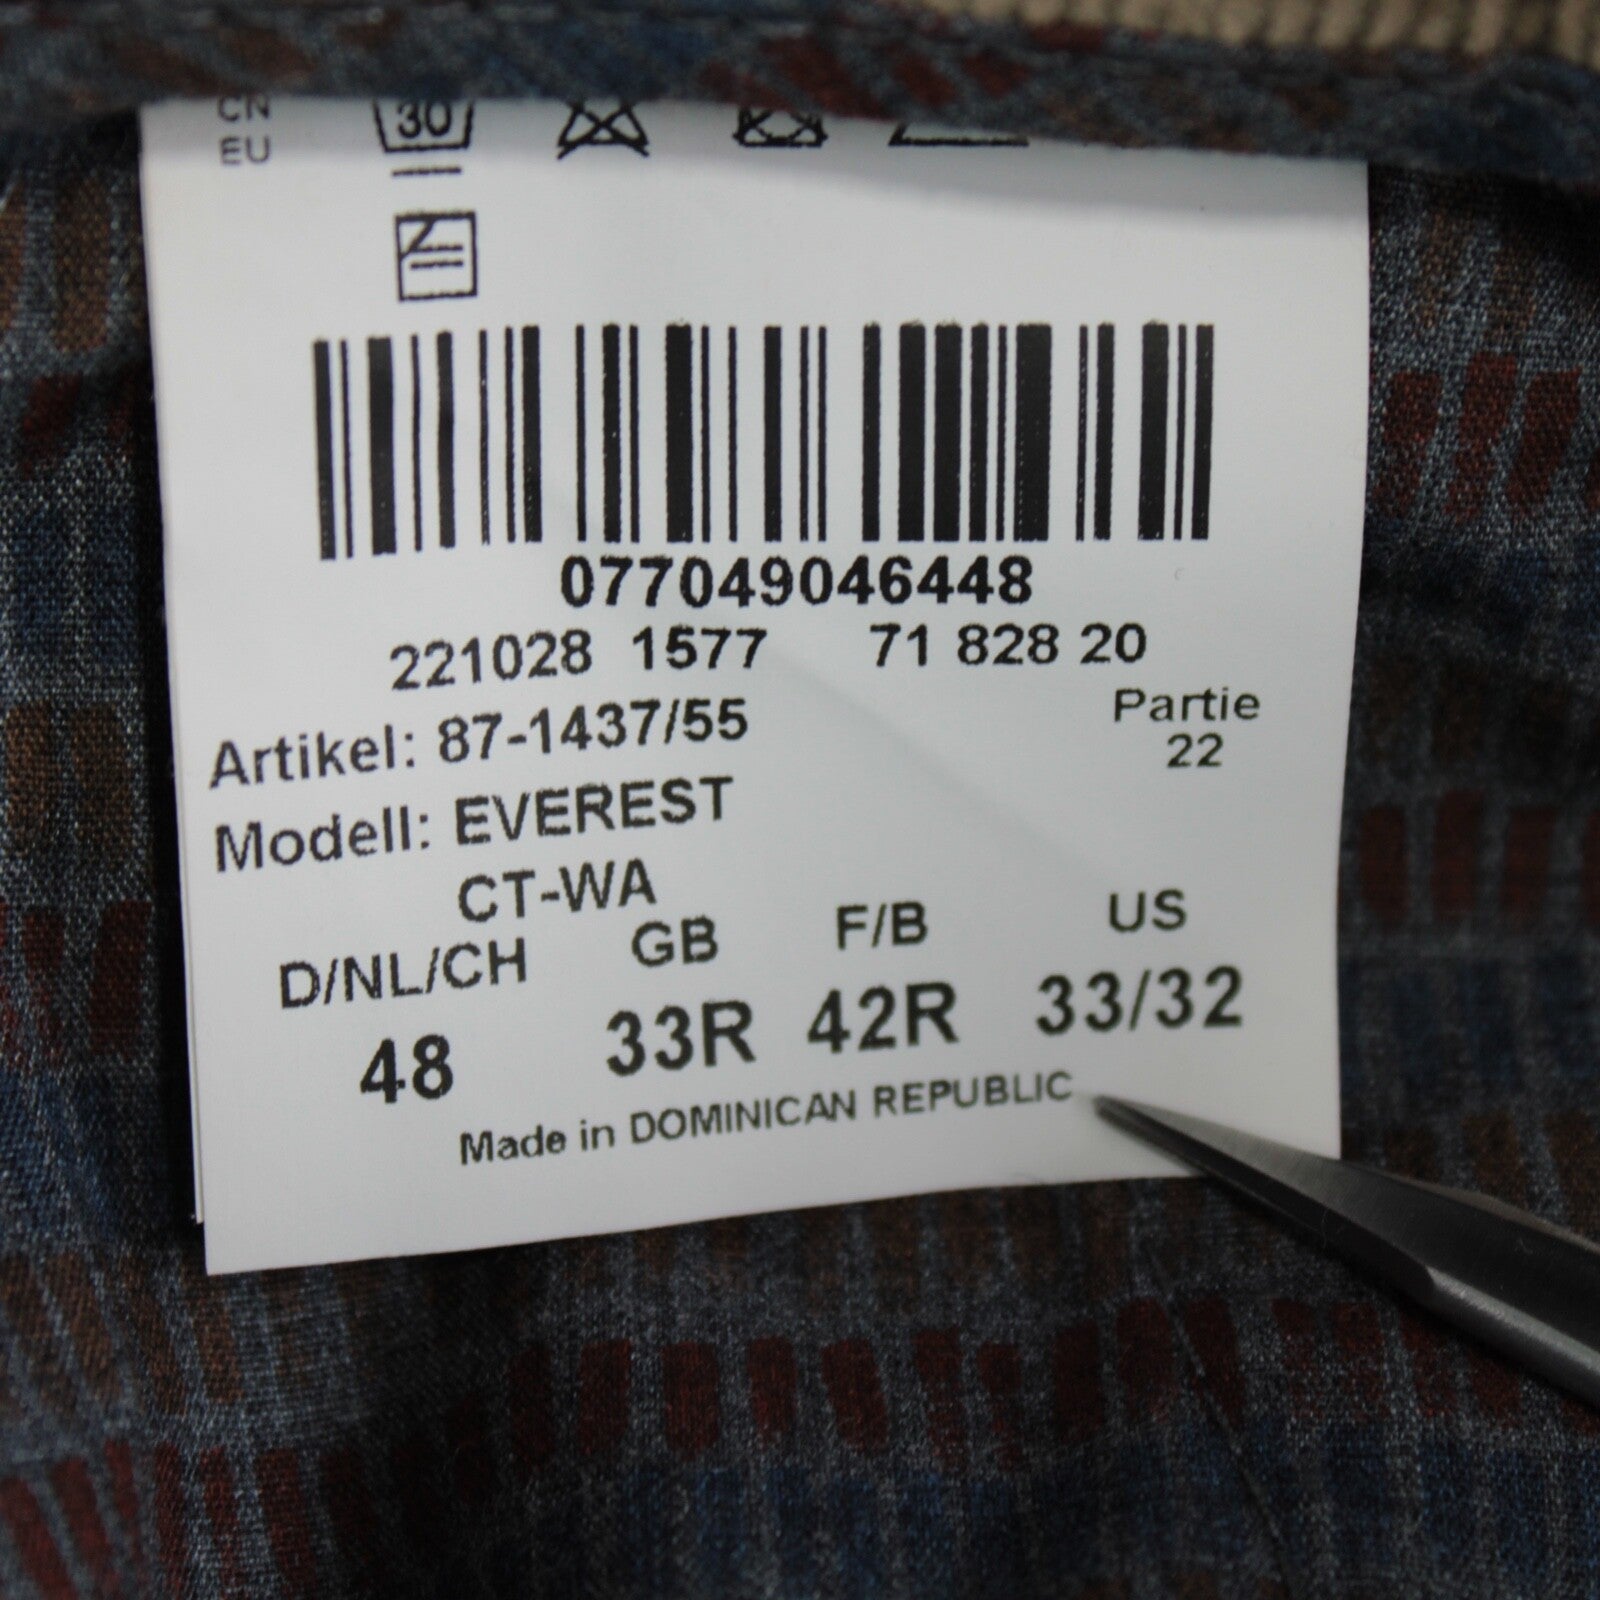 CN
EU
30
077049046448
221028 1577 71 828 20
Artikel: 87-1437/55 Partie
22
Modell: EVEREST
CT-WA
D/NL/CH GB F/B US
48 33R 42R 33/32
Made in DOMINICAN REPUBLIC